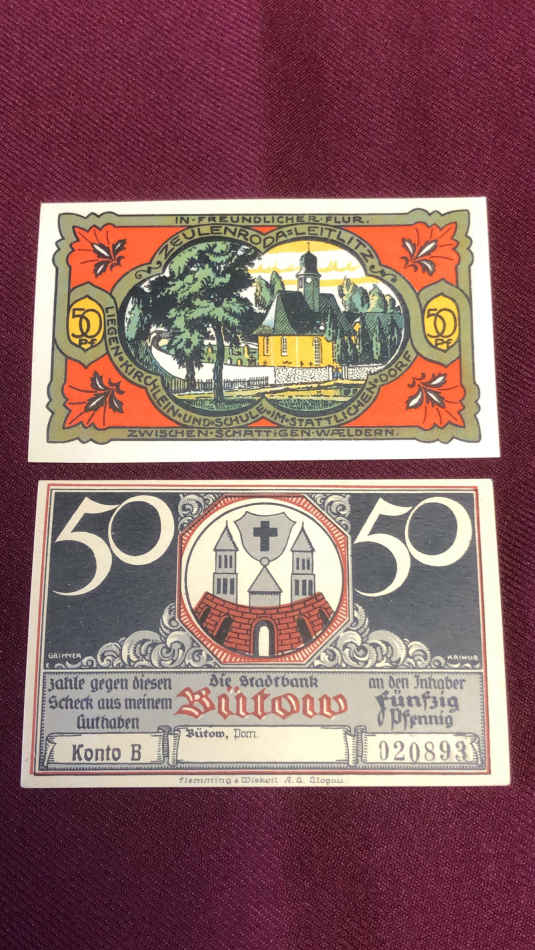 IN·FREUNDLICHER·FLUR.
ZEULENRODA=LEITLITZ
50 Pf
50 Pf
LIEGEN·KIRCHLEIN·UND·SCHULE·IM·STATTLICHEN·DORF
ZWISCHEN·SCHATTIGEN·WÆLDERN.
50
50
zahle gegen diesen
Scheck aus meinem
Guthaben
Die Stadtbank
Bütow
an den Inhaber
fünfzig
Pfennig
Konto B
Bütow, Pom.
020893
Flemming & Wiskott A.G. Glogau